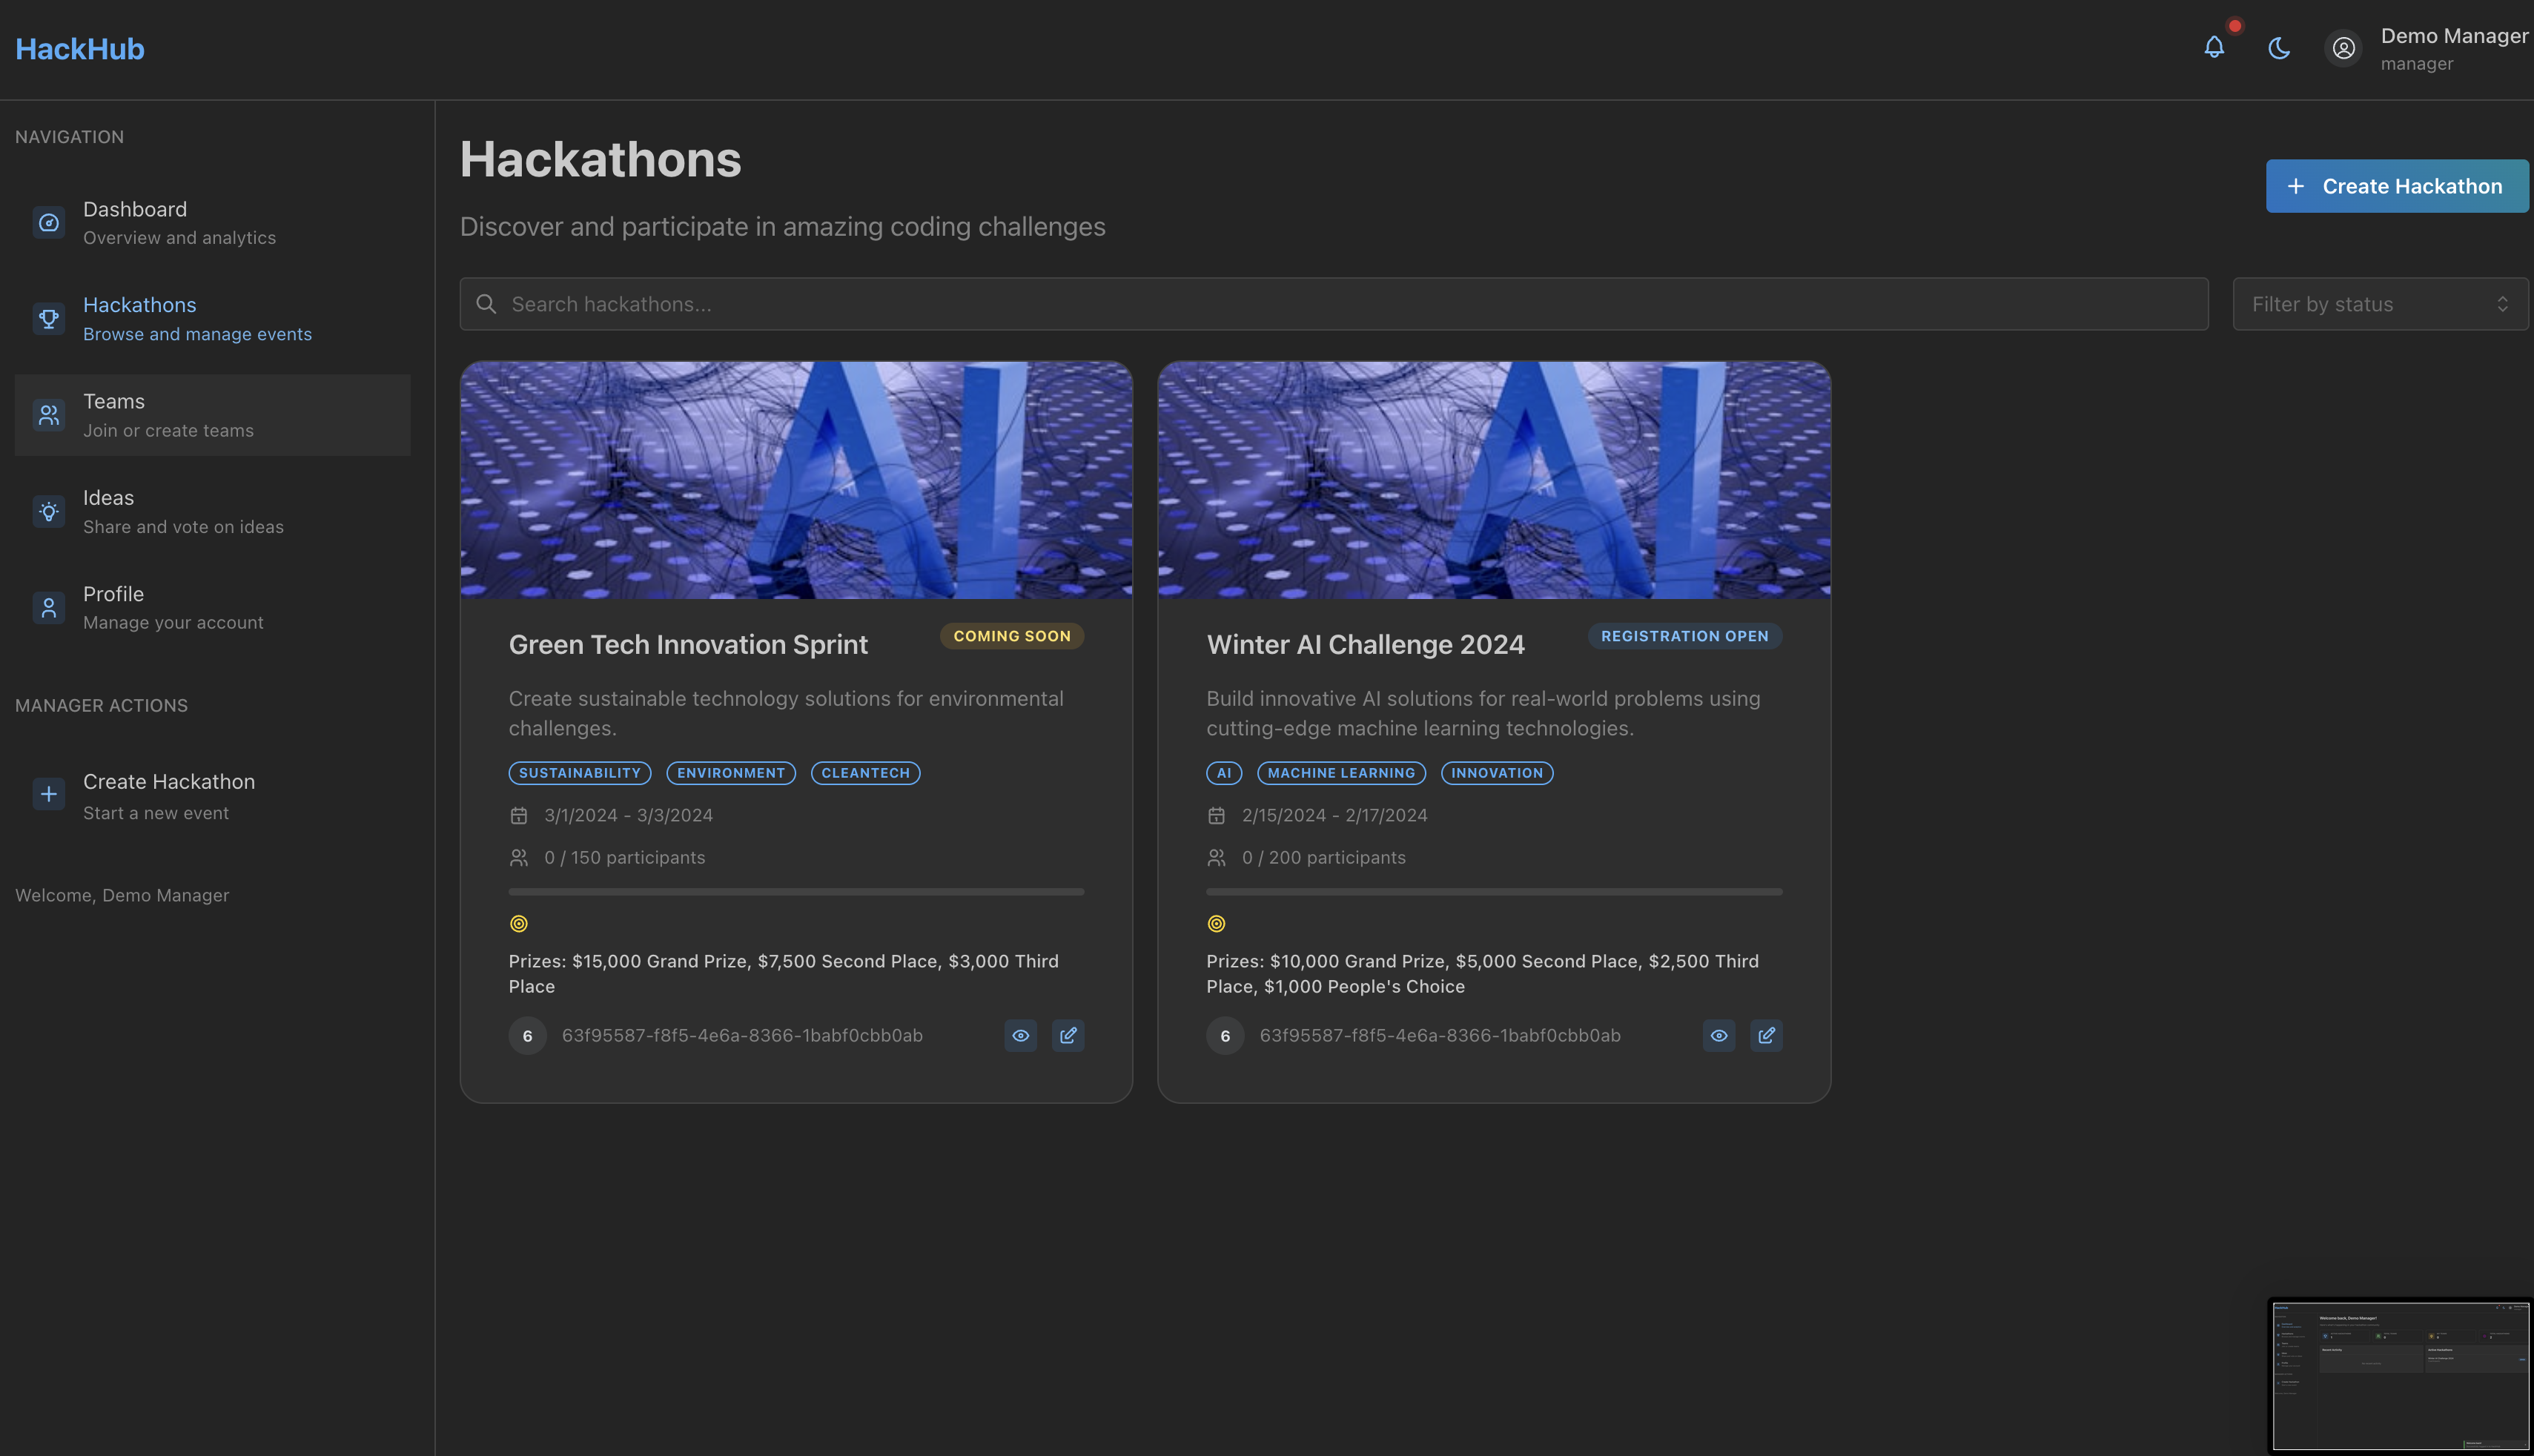 HackHub
Demo Manager
manager
NAVIGATION
Dashboard
Overview and analytics
Hackathons
Browse and manage events
Teams
Join or create teams
Ideas
Share and vote on ideas
Profile
Manage your account
MANAGER ACTIONS
Create Hackathon
Start a new event
Welcome, Demo Manager
Hackathons
Discover and participate in amazing coding challenges
+ Create Hackathon
Search hackathons...
Filter by status
AI
Green Tech Innovation Sprint
COMING SOON
Create sustainable technology solutions for environmental
challenges.
SUSTAINABILITY ENVIRONMENT CLEANTECH
3/1/2024 - 3/3/2024
0 / 150 participants
Prizes: $15,000 Grand Prize, $7,500 Second Place, $3,000 Third
Place
6 63f95587-f8f5-4e6a-8366-1babf0cbb0ab
AI
Winter AI Challenge 2024
REGISTRATION OPEN
Build innovative AI solutions for real-world problems using
cutting-edge machine learning technologies.
AI MACHINE LEARNING INNOVATION
2/15/2024 - 2/17/2024
0 / 200 participants
Prizes: $10,000 Grand Prize, $5,000 Second Place, $2,500 Third
Place, $1,000 People's Choice
6 63f95587-f8f5-4e6a-8366-1babf0cbb0ab
Welcome back, Demo Manager!